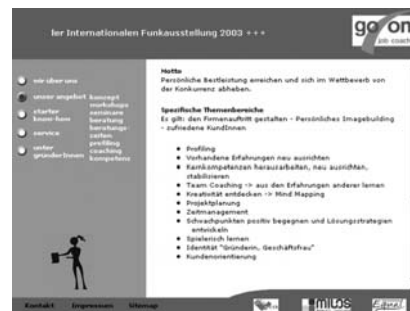 ler Internationalen Funkausstellung 2003 +++
go on
job coach
wir über uns
unser angebot
starter
know-how
service
unter
gründerInnen
konzept
workshops
seminare
beratung
beratungs-
zeiten
profiling
coaching
kompetenz
Motto
Persönliche Bestleistung erreichen und sich im Wettbewerb von
der Konkurrenz abheben.
Spezifische Themenbereiche
Es gilt: den Firmenauftritt gestalten - Persönliches Imagebuilding
- zufriedene KundInnen
Profiling
Vorhandene Erfahrungen neu ausrichten
Kernkompetenzen herausarbeiten, neu ausrichten,
stabilisieren
Team Coaching -> aus den Erfahrungen anderer lernen
Kreativität entdecken -> Mind Mapping
Projektplanung
Zeitmanagement
Schwachpunkten positiv begegnen und Lösungsstrategien
entwickeln
Spielerisch lernen
Identität "Gründerin, Geschäftsfrau"
Kundenorientierung
Kontakt Impressum Sitemap